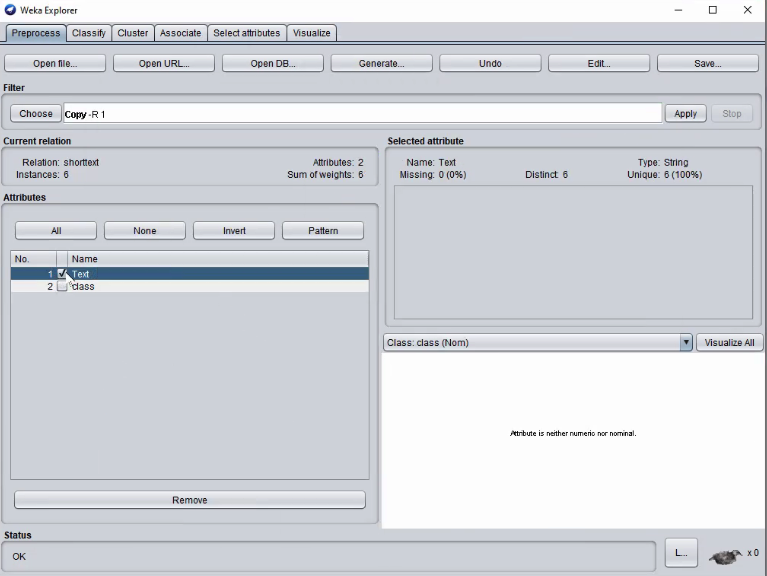 Weka Explorer
Preprocess Classify Cluster Associate Select attributes Visualize
Open file... Open URL... Open DB... Generate... Undo Edit... Save...
Filter
Choose Copy -R 1 Apply Stop
Current relation
Relation: shorttext Attributes: 2
Instances: 6 Sum of weights: 6
Selected attribute
Name: Text Type: String
Missing: 0 (0%) Distinct: 6 Unique: 6 (100%)
Attributes
All None Invert Pattern
No. Name
1 Text
2 class
Remove
Class: class (Nom) Visualize All
Attribute is neither numeric nor nominal.
Status
OK
L... x 0